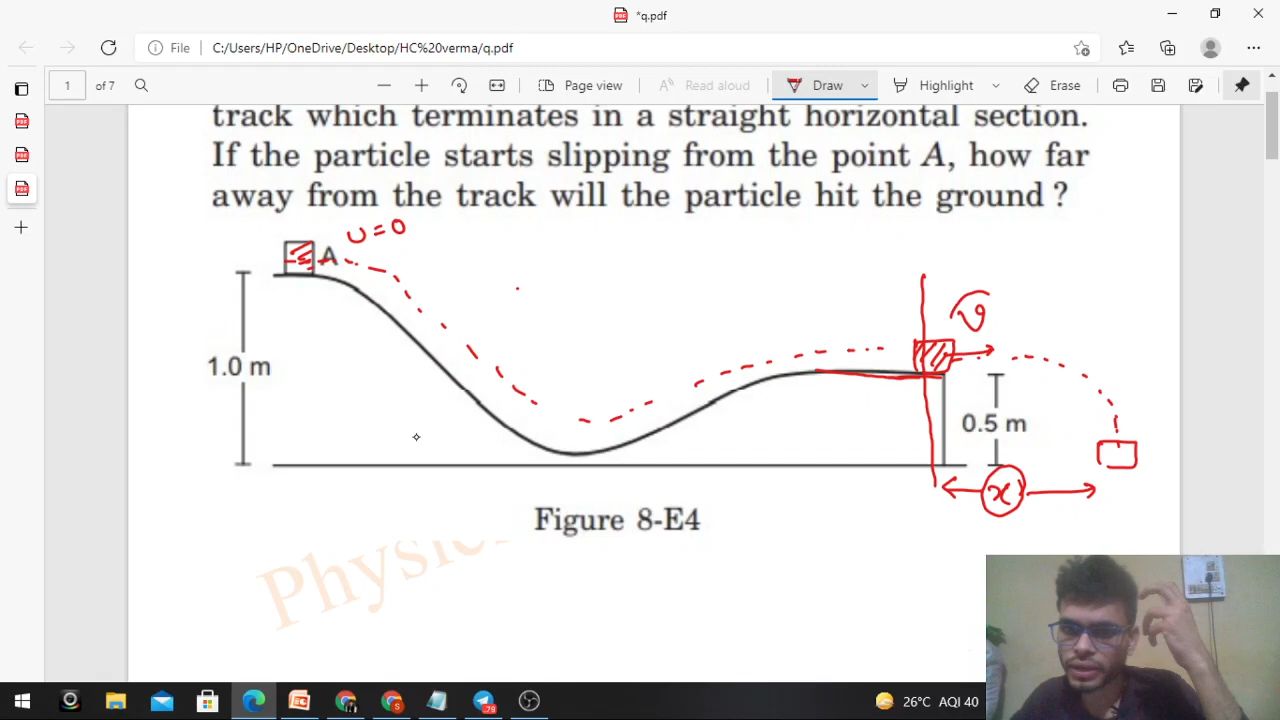 *q.pdf
File C:/Users/HP/OneDrive/Desktop/HC%20verma/q.pdf
1 of 7 Page view Read aloud Draw Highlight Erase
track which terminates in a straight horizontal section.
If the particle starts slipping from the point A, how far
away from the track will the particle hit the ground ?
u=0
A
v
1.0 m
0.5 m
x
Figure 8-E4
79
26°C AQI 40